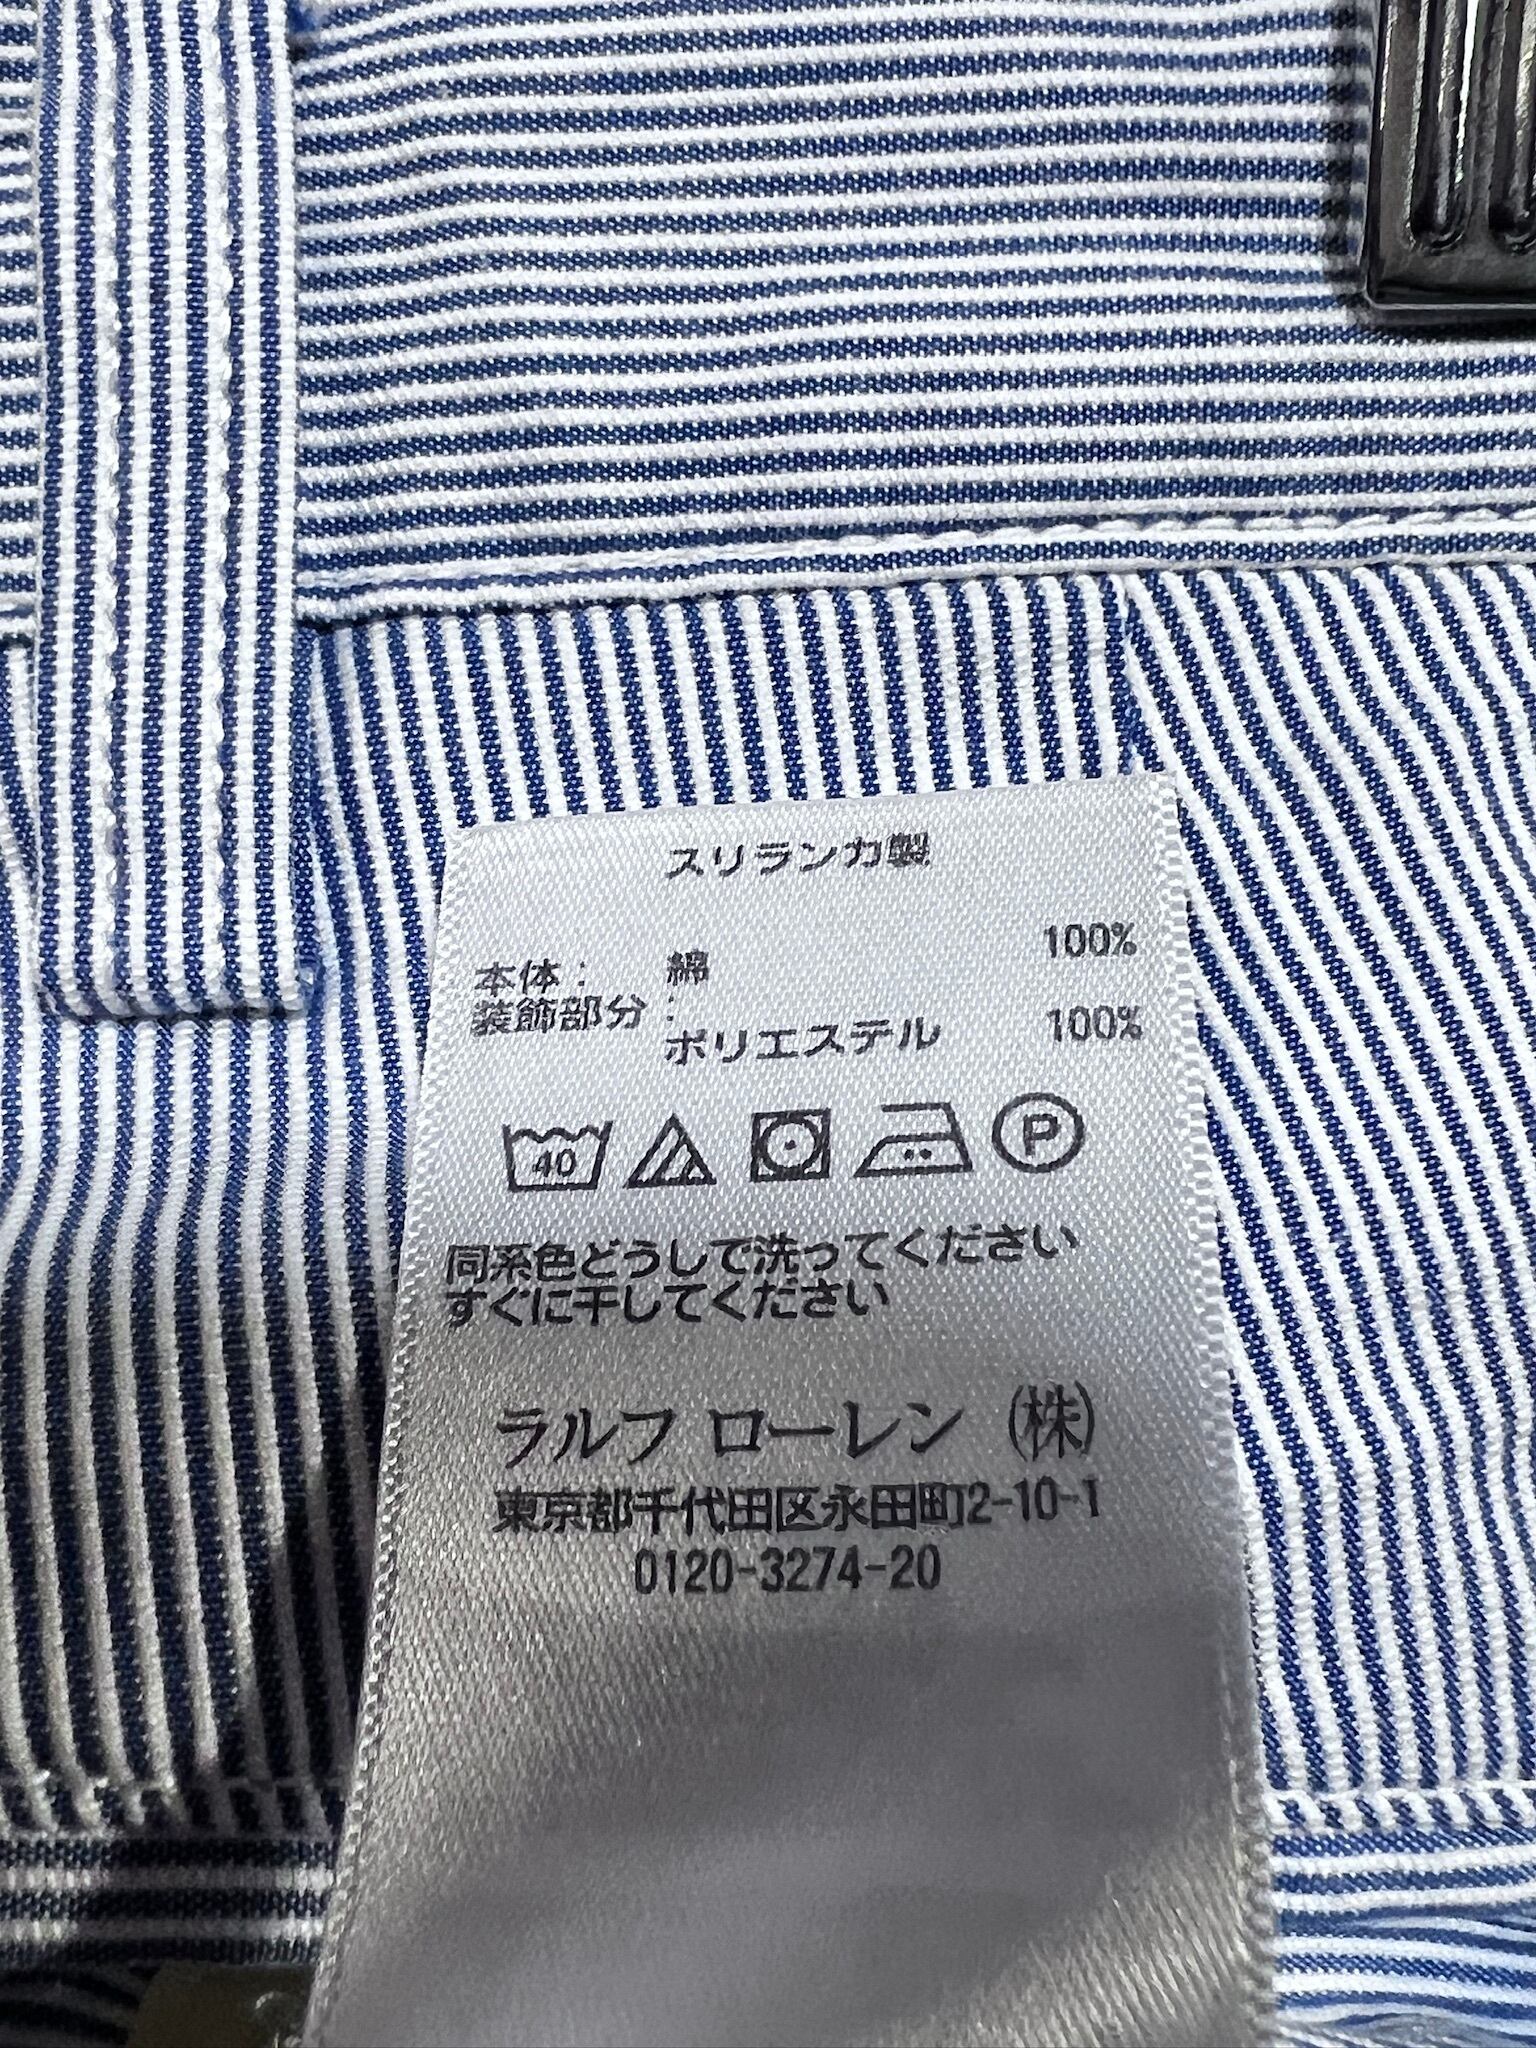 スリランカ製
本体: 綿 100%
装飾部分:
ポリエステル 100%
40 P
同系色どうしで洗ってください
すぐに干してください
ラルフ ローレン (株)
東京都千代田区永田町2-10-1
0120-3274-20